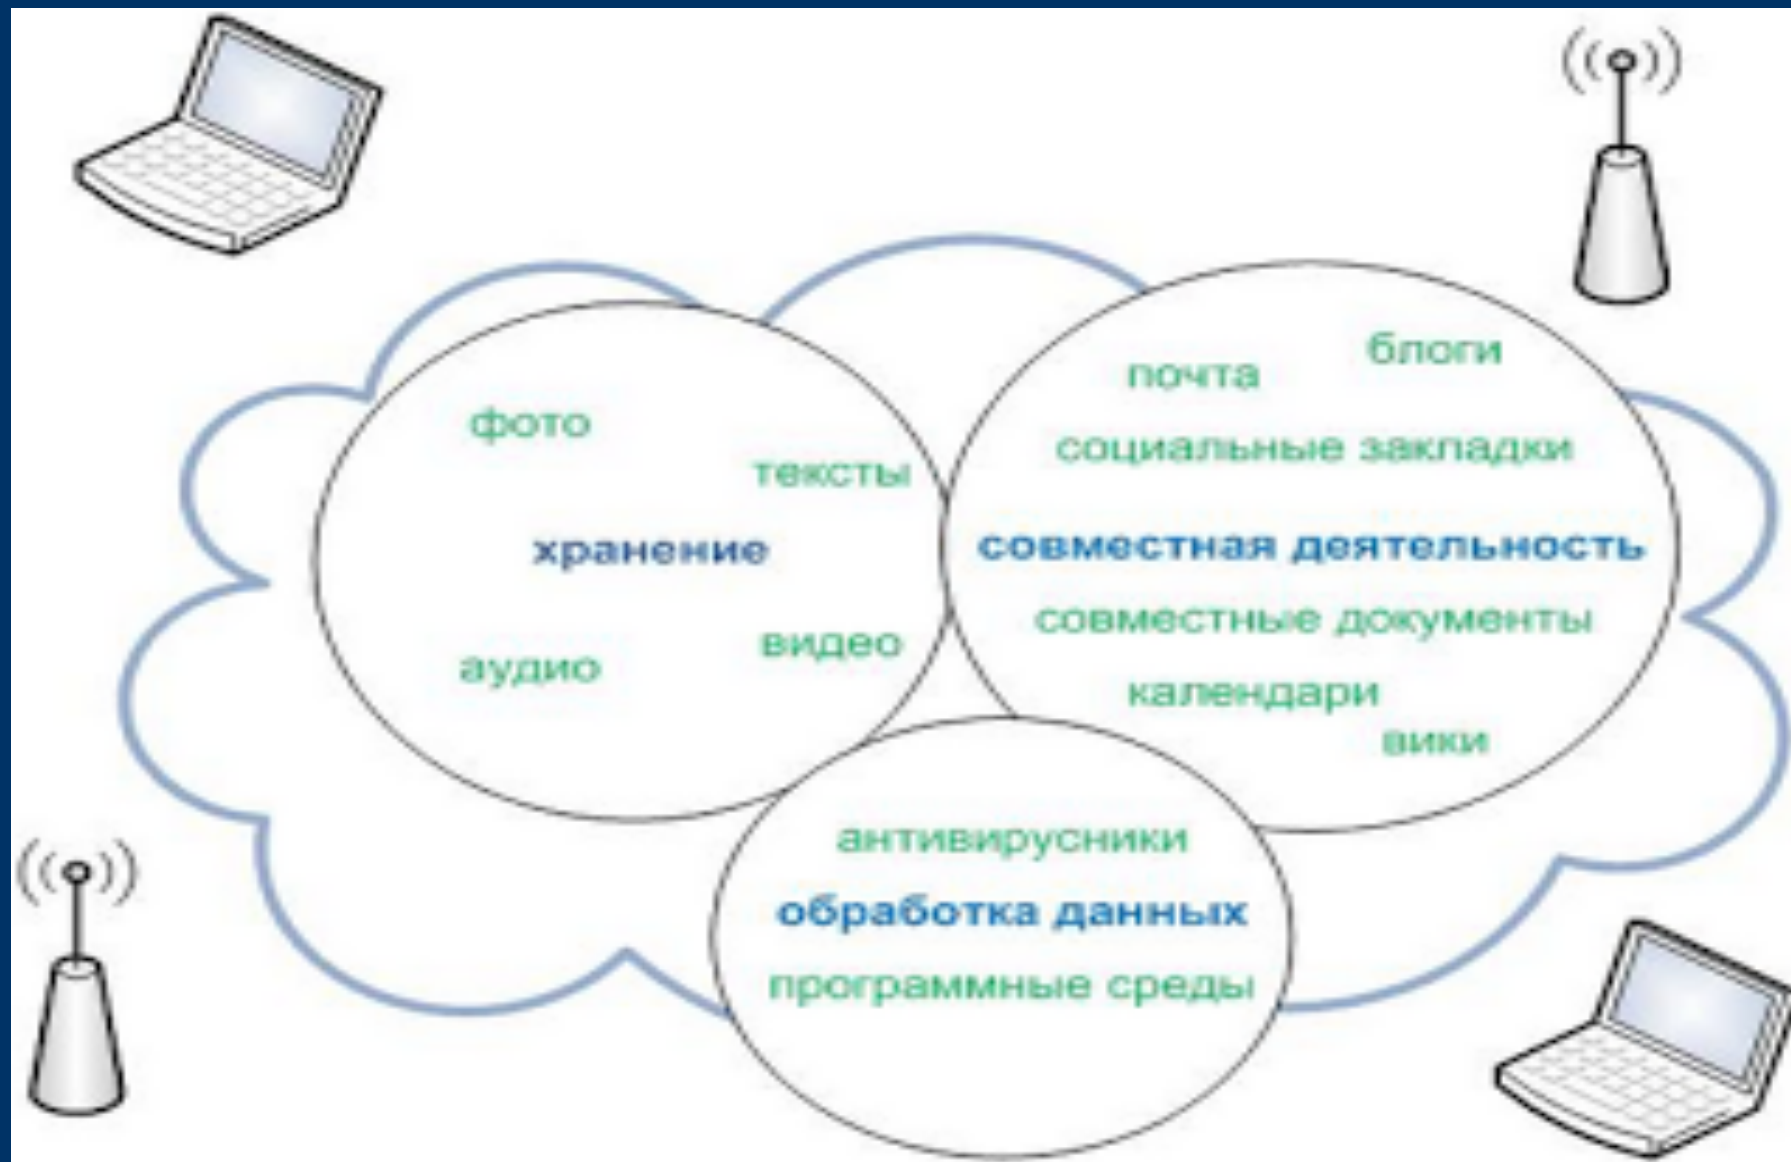 фото
тексты
хранение
аудио
видео
почта
блоги
социальные закладки
совместная деятельность
совместные документы
календари
вики
антивирусники
обработка данных
программные среды